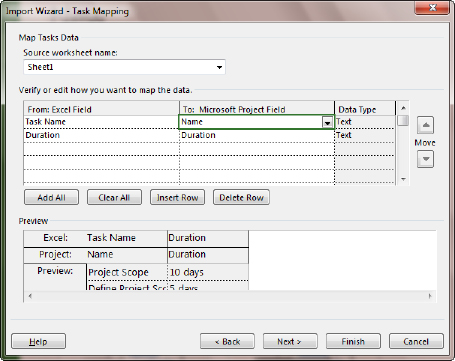 Import Wizard - Task Mapping
Map Tasks Data
Source worksheet name:
Sheet1
Verify or edit how you want to map the data.
From: Excel Field To: Microsoft Project Field Data Type
Task Name Name Text
Duration Duration Text
Move
Add All Clear All Insert Row Delete Row
Preview
Excel: Task Name Duration
Project: Name Duration
Preview: Project Scope 10 days
Define Project Scc 5 days
Help < Back Next > Finish Cancel